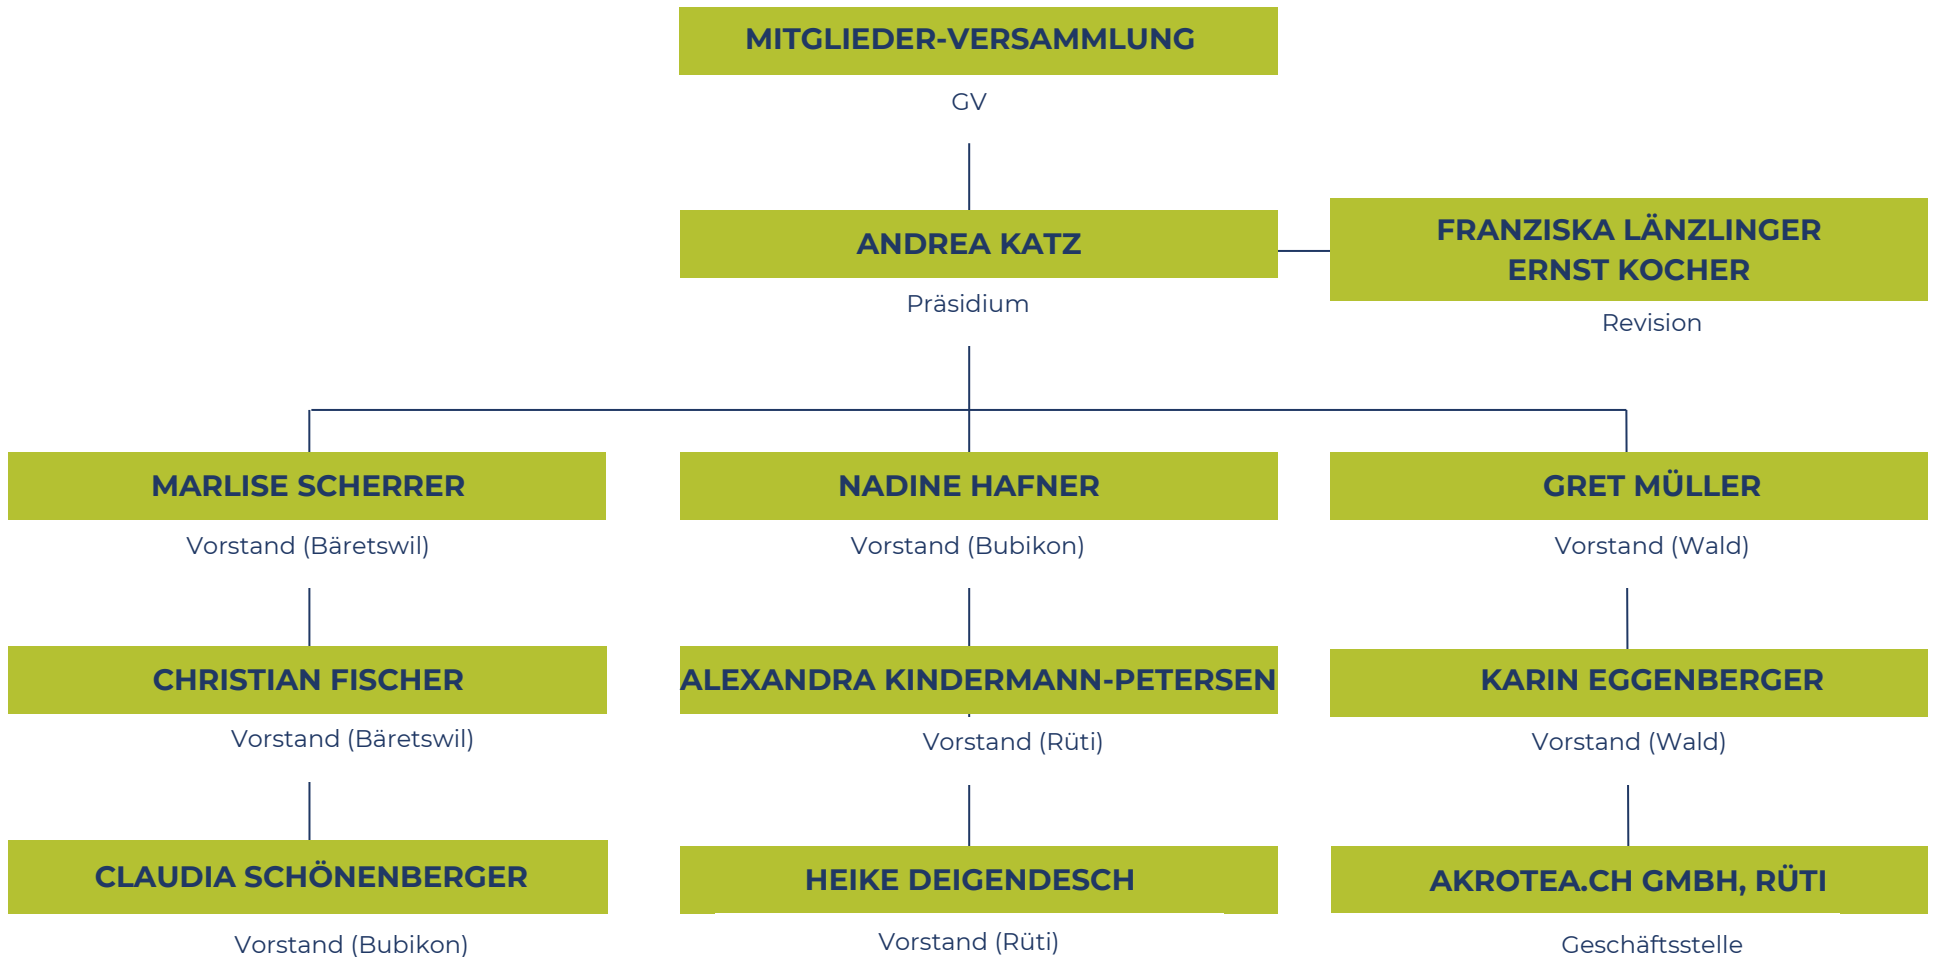 MITGLIEDER-VERSAMMLUNG
GV
ANDREA KATZ
Präsidium
FRANZISKA LÄNZLINGER
ERNST KOCHER
Revision
MARLISE SCHERRER
Vorstand (Bäretswil)
NADINE HAFNER
Vorstand (Bubikon)
GRET MÜLLER
Vorstand (Wald)
CHRISTIAN FISCHER
Vorstand (Bäretswil)
ALEXANDRA KINDERMANN-PETERSEN
Vorstand (Rüti)
KARIN EGGENBERGER
Vorstand (Wald)
CLAUDIA SCHÖNENBERGER
Vorstand (Bubikon)
HEIKE DEIGENDESCH
Vorstand (Rüti)
AKROTEA.CH GMBH, RÜTI
Geschäftsstelle